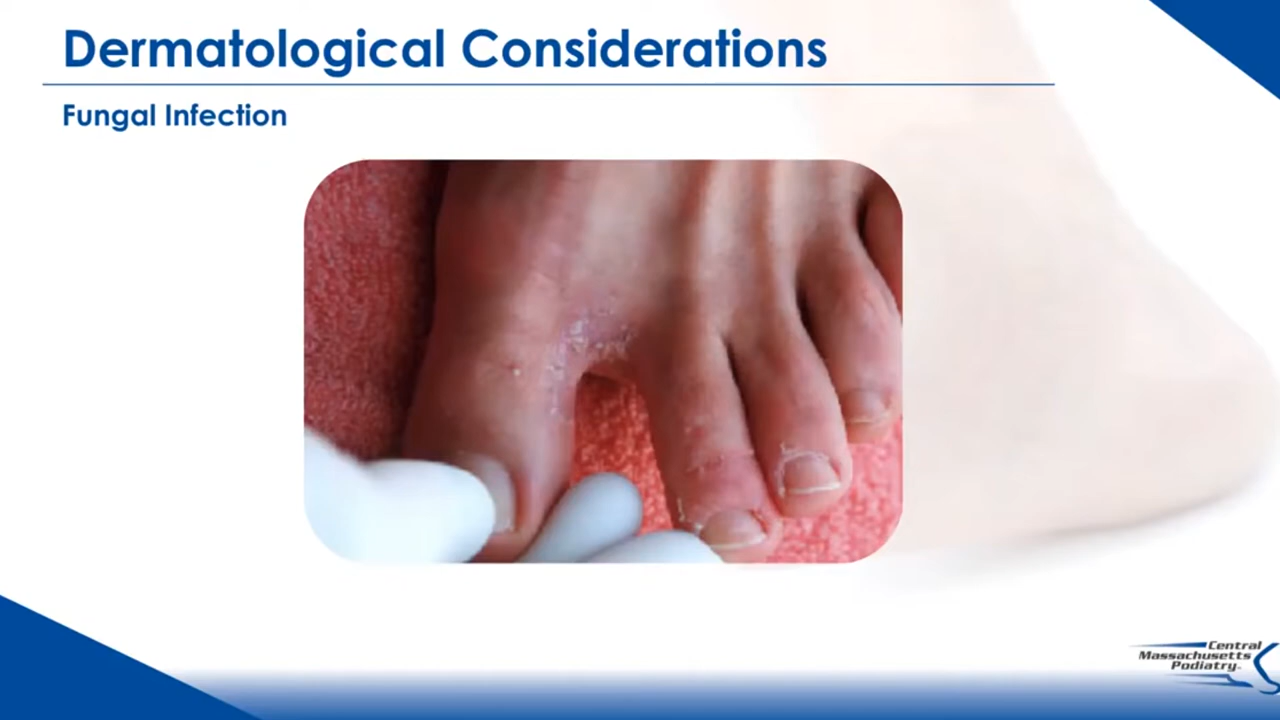 Dermatological Considerations
Fungal Infection
Central
Massachusetts
Podiatry